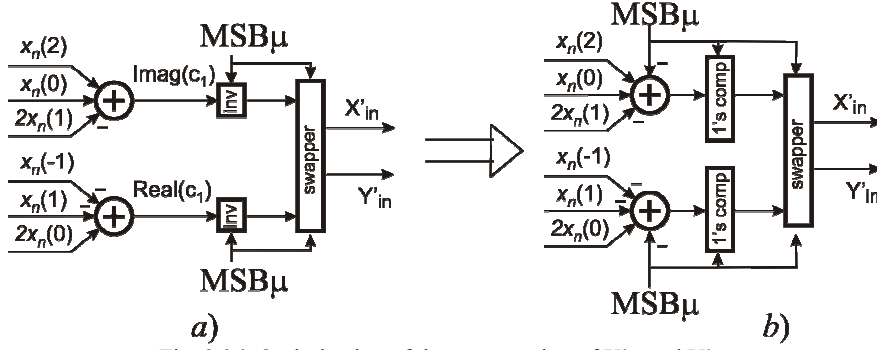 MSBμ
xn(2)
xn(0)
2xn(1)
−
+
Imag(c1)
inv
swapper
X'in
Y'in
xn(-1)
xn(1)
2xn(0)
−
−
+
Real(c1)
inv
MSBμ
a)
MSBμ
xn(2)
xn(0)
2xn(1)
−
−
+
1's comp
swapper
X'in
Y'in
xn(-1)
xn(1)
2xn(0)
−
−
−
+
1's comp
MSBμ
b)